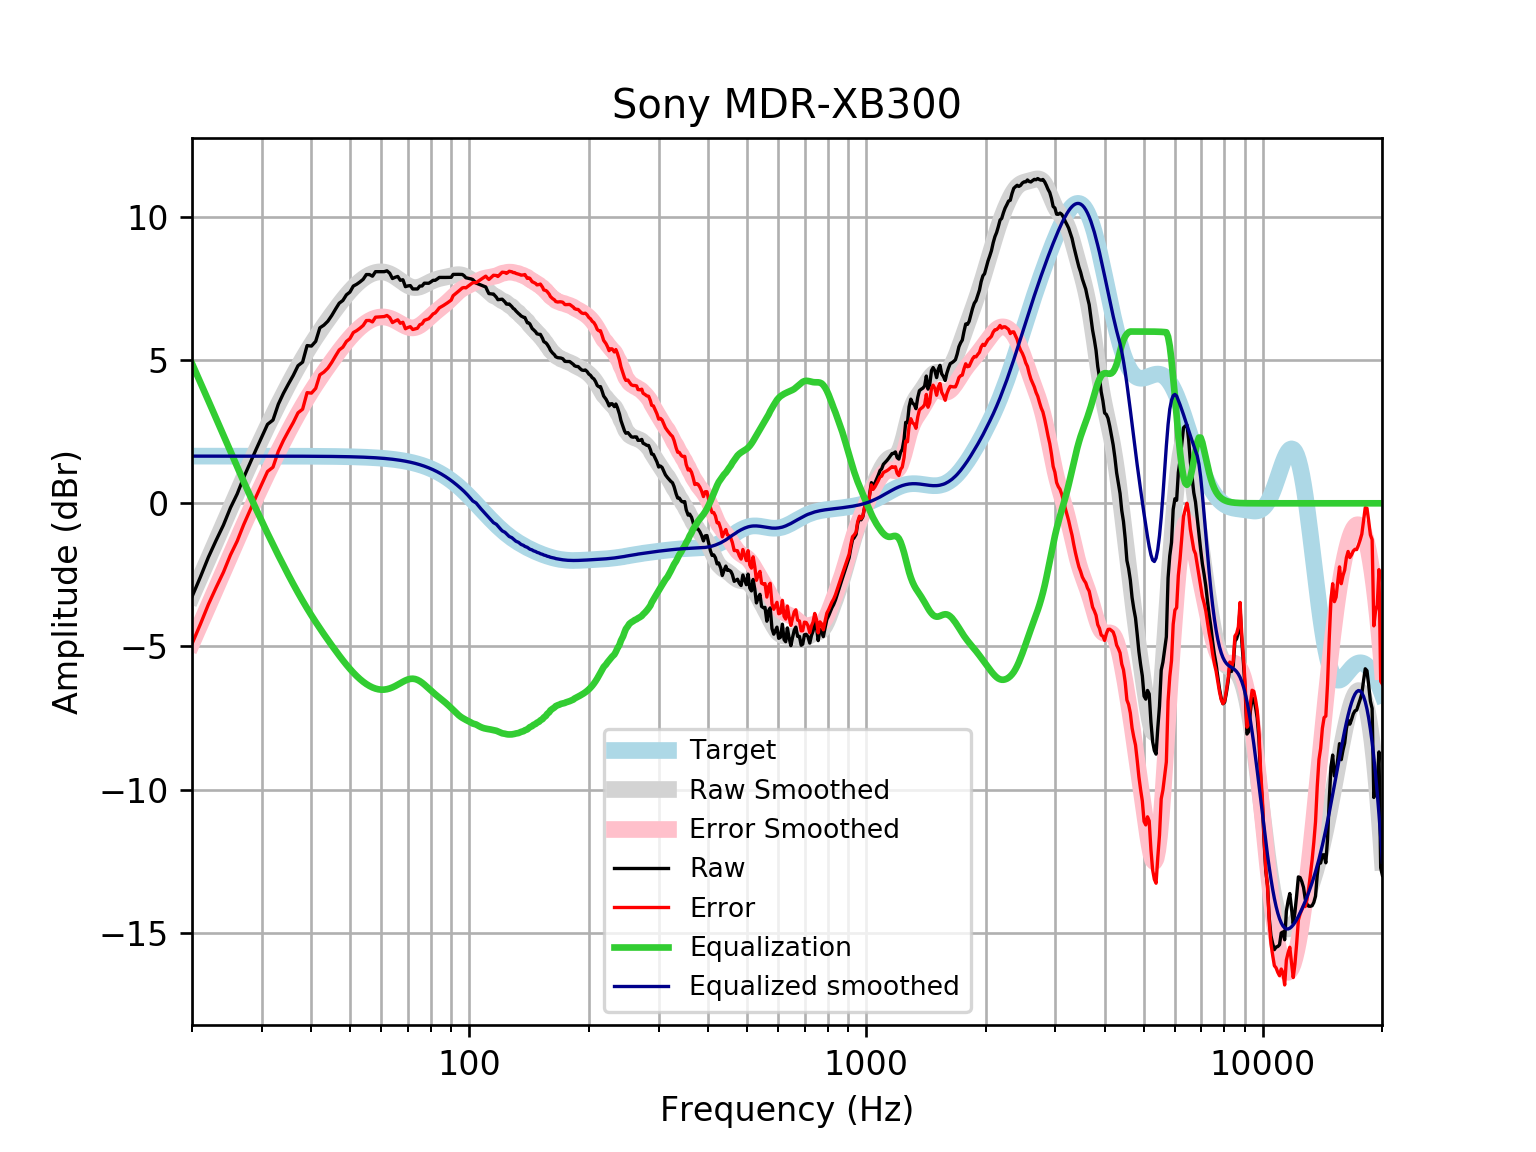 Sony MDR-XB300
Amplitude (dBr)
10
5
0
−5
−10
−15
Target
Raw Smoothed
Error Smoothed
Raw
Error
Equalization
Equalized smoothed
100
1000
10000
Frequency (Hz)